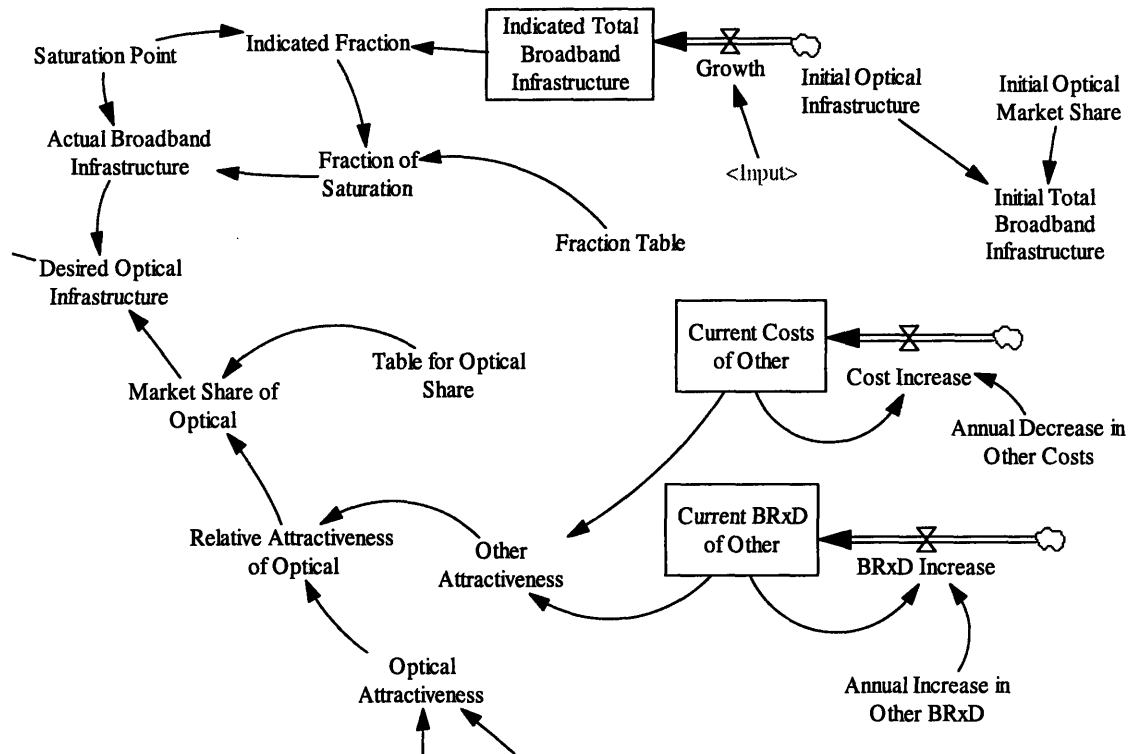 Saturation Point
Indicated Fraction
Indicated Total
Broadband
Infrastructure
Growth
<Input>
Initial Optical
Infrastructure
Initial Optical
Market Share
Initial Total
Broadband
Infrastructure
Actual Broadband
Infrastructure
Fraction of
Saturation
Fraction Table
Desired Optical
Infrastructure
Table for Optical
Share
Market Share of
Optical
Current Costs
of Other
Cost Increase
Annual Decrease in
Other Costs
Relative Attractiveness
of Optical
Other
Attractiveness
Current BRxD
of Other
BRxD Increase
Annual Increase in
Other BRxD
Optical
Attractiveness